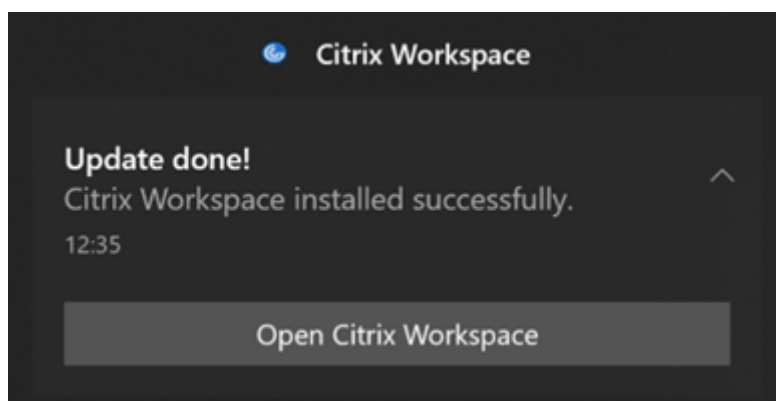 Citrix Workspace
Update done!
Citrix Workspace installed successfully.
12:35
Open Citrix Workspace